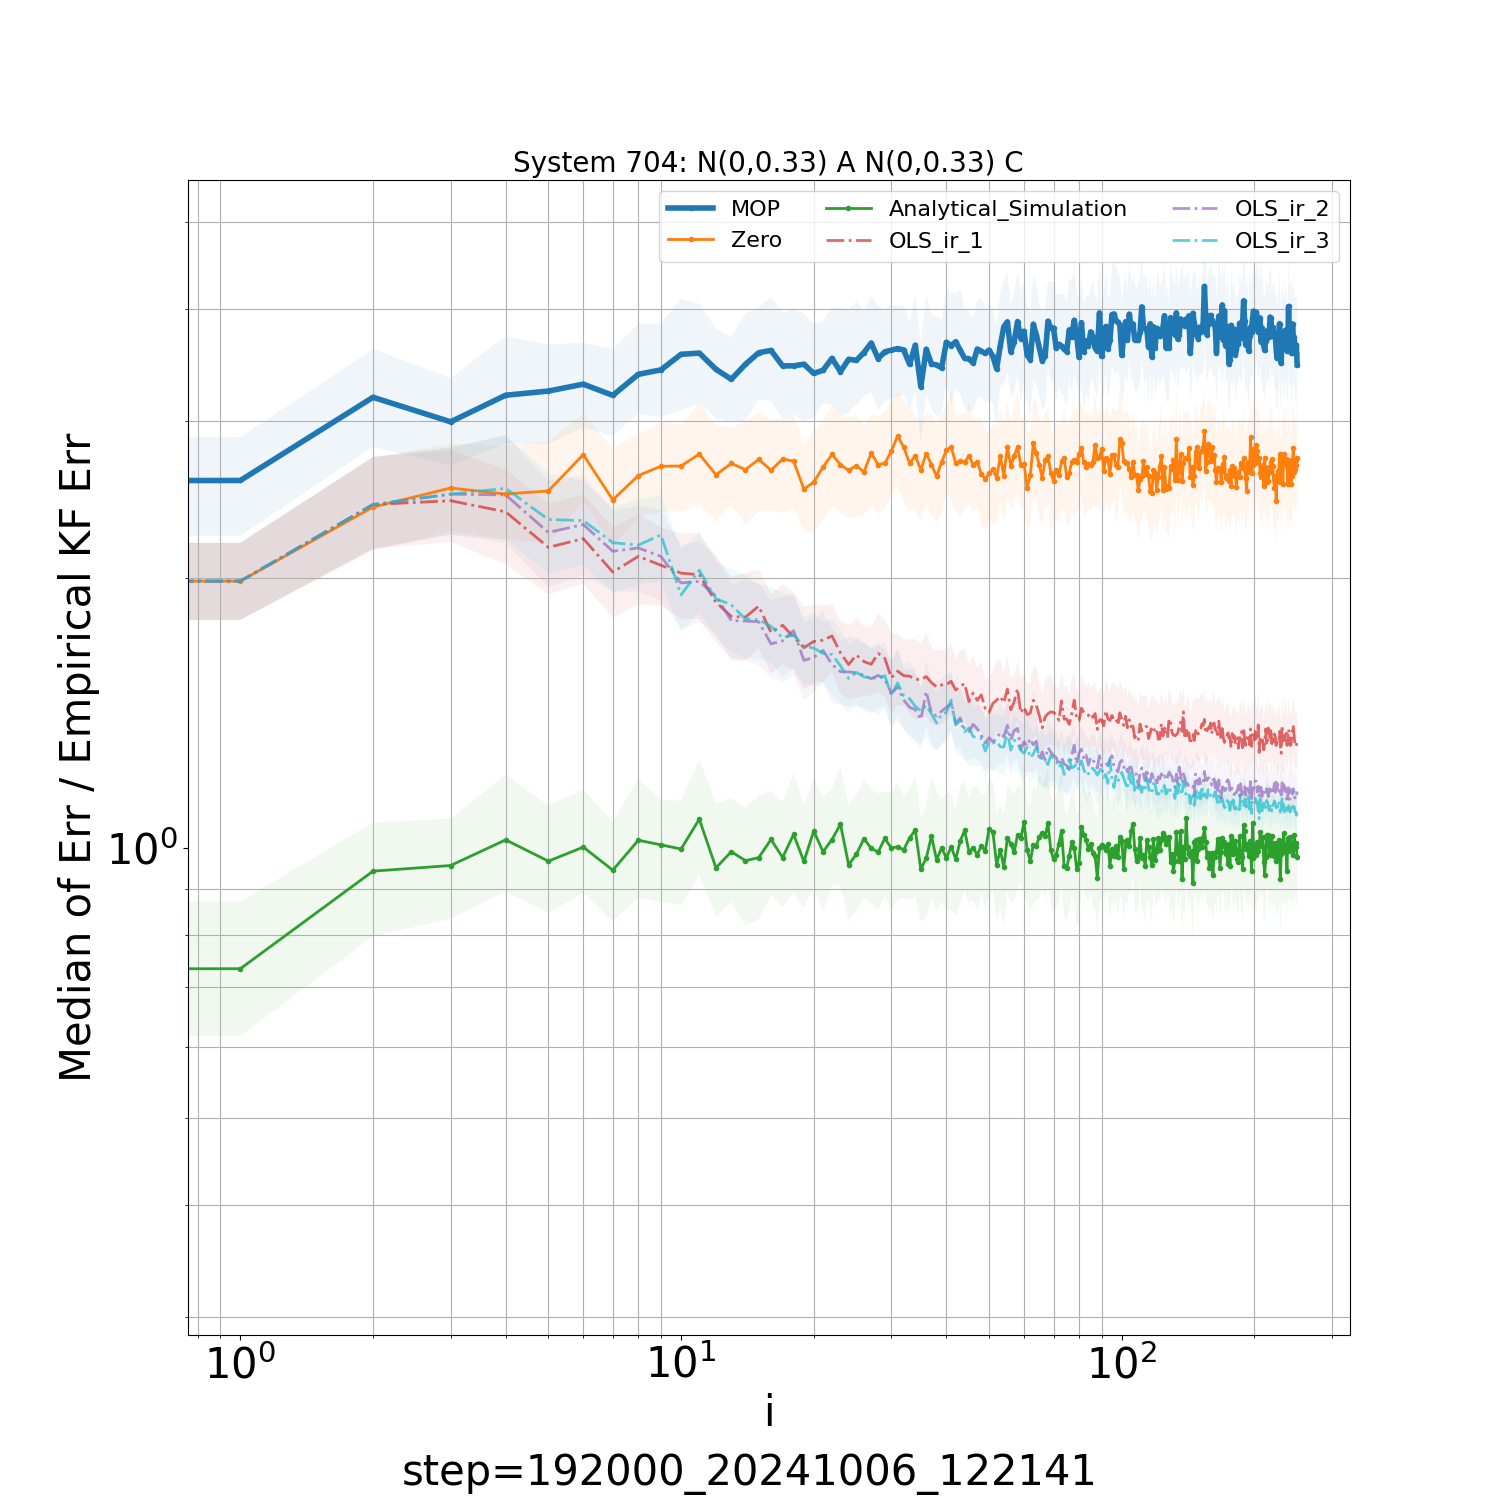 System 704: N(0,0.33) A N(0,0.33) C
MOP
Zero
Analytical_Simulation
OLS_ir_1
OLS_ir_2
OLS_ir_3
Median of Err / Empirical KF Err
10⁰
10⁰ 10¹ 10²
i
step=192000_20241006_122141